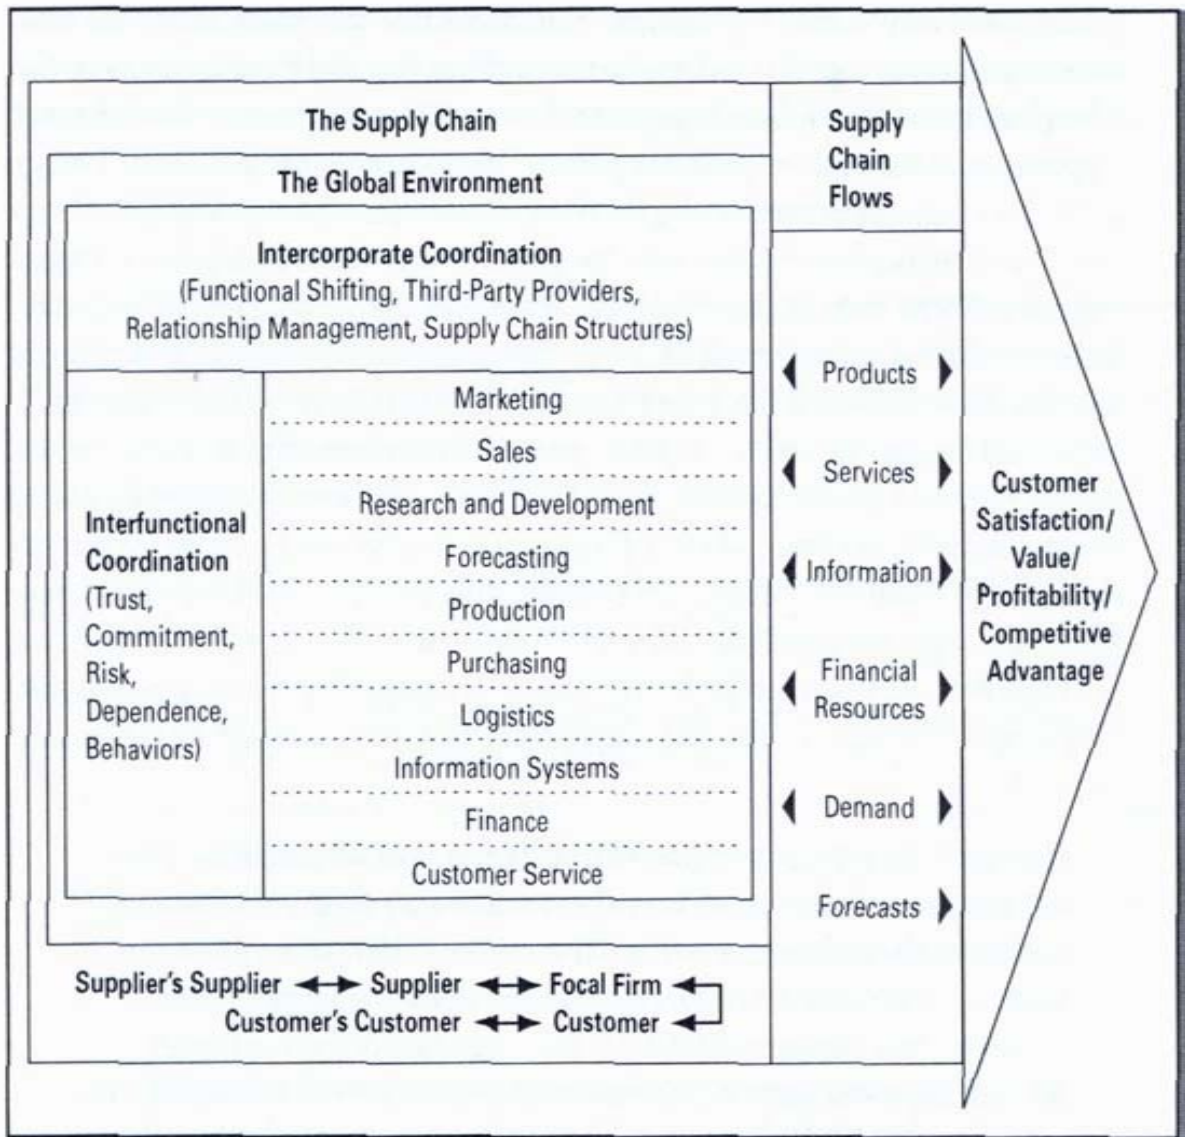 The Supply Chain
The Global Environment
Intercorporate Coordination
(Functional Shifting, Third-Party Providers,
Relationship Management, Supply Chain Structures)
Interfunctional
Coordination
(Trust,
Commitment,
Risk,
Dependence,
Behaviors)
Marketing
Sales
Research and Development
Forecasting
Production
Purchasing
Logistics
Information Systems
Finance
Customer Service
Supplier's Supplier Supplier Focal Firm
Customer's Customer Customer
Supply
Chain
Flows
Products
Services
Information
Financial
Resources
Demand
Forecasts
Customer
Satisfaction/
Value/
Profitability/
Competitive
Advantage